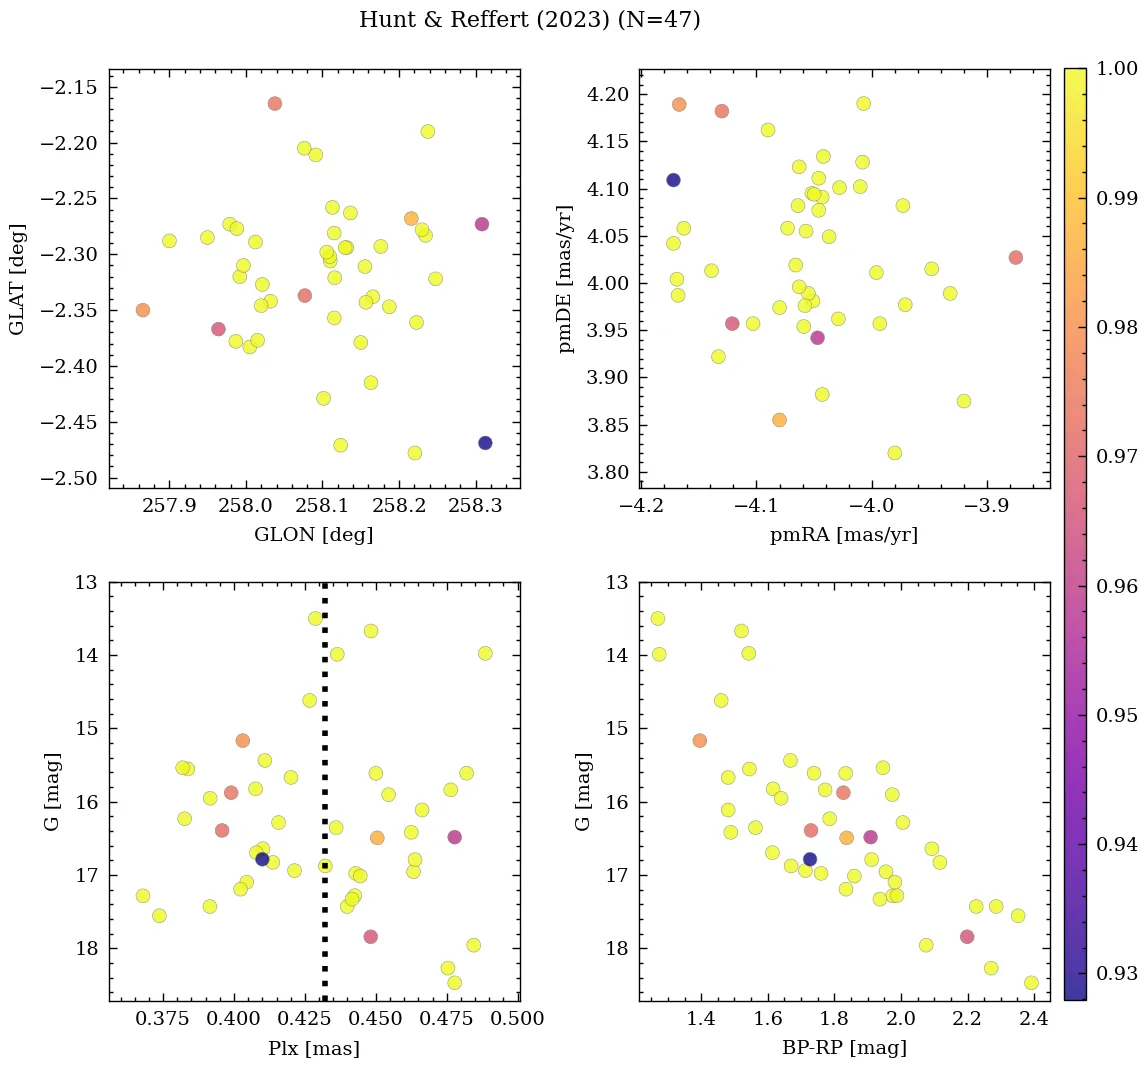 Hunt & Reffert (2023) (N=47)
−2.15
−2.20
−2.25
−2.30
−2.35
−2.40
−2.45
−2.50
GLAT [deg]
257.9 258.0 258.1 258.2 258.3
GLON [deg]
4.20
4.15
4.10
4.05
4.00
3.95
3.90
3.85
3.80
pmDE [mas/yr]
−4.2 −4.1 −4.0 −3.9
pmRA [mas/yr]
13
14
15
16
17
18
G [mag]
0.375 0.400 0.425 0.450 0.475 0.500
Plx [mas]
13
14
15
16
17
18
G [mag]
1.4 1.6 1.8 2.0 2.2 2.4
BP-RP [mag]
1.00
0.99
0.98
0.97
0.96
0.95
0.94
0.93